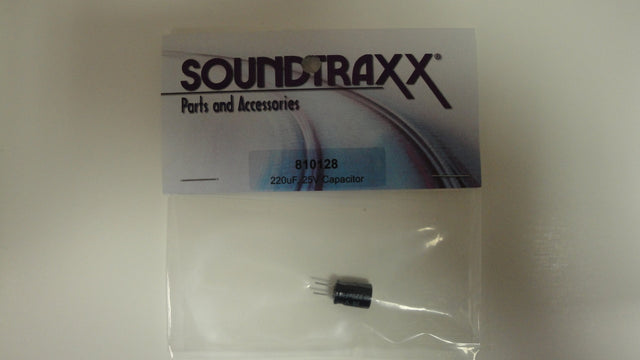 SOUNDTRAXX®
Parts and Accessories
810128
220uF, 25V Capacitor